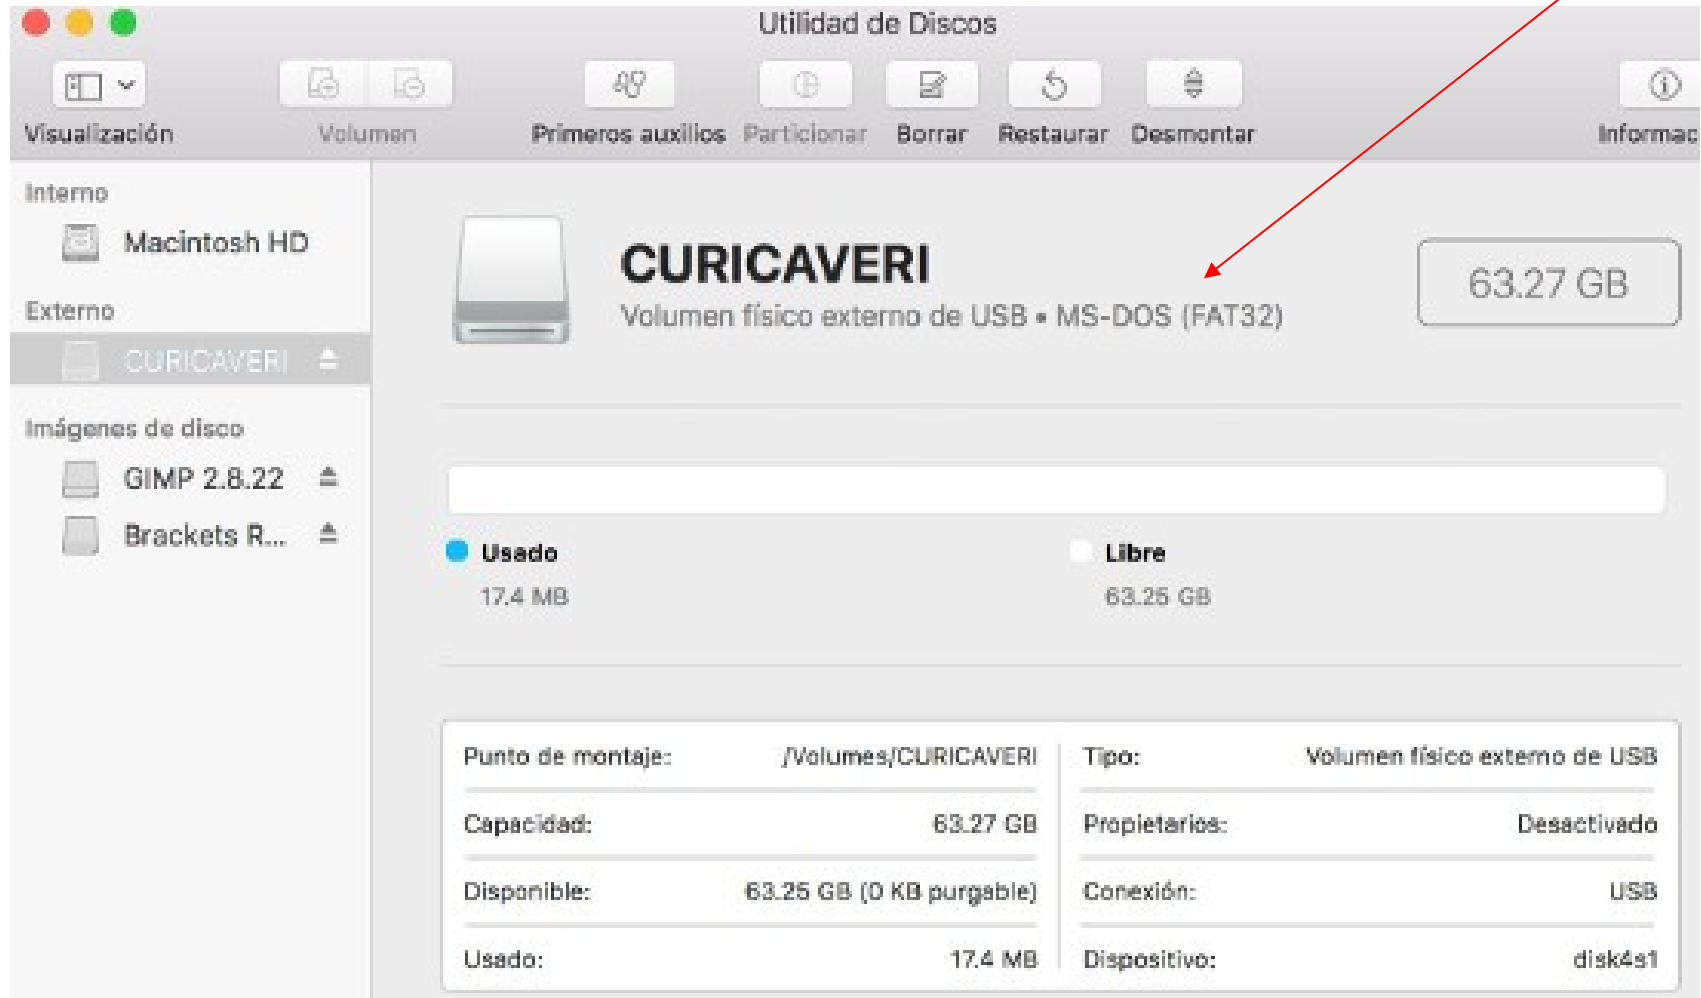 Utilidad de Discos
Visualización Volumen Primeros auxilios Particionar Borrar Restaurar Desmontar Informac
Interno
Macintosh HD
Externo
CURICAVERI
Imágenes de disco
GIMP 2.8.22
Brackets R...
CURICAVERI
Volumen físico externo de USB • MS-DOS (FAT32)
63.27 GB
Usado
17.4 MB
Libre
63.25 GB
Punto de montaje: /Volumes/CURICAVERI
Capacidad: 63.27 GB
Disponible: 63.25 GB (0 KB purgable)
Usado: 17.4 MB
Tipo: Volumen físico externo de USB
Propietarios: Desactivado
Conexión: USB
Dispositivo: disk4s1